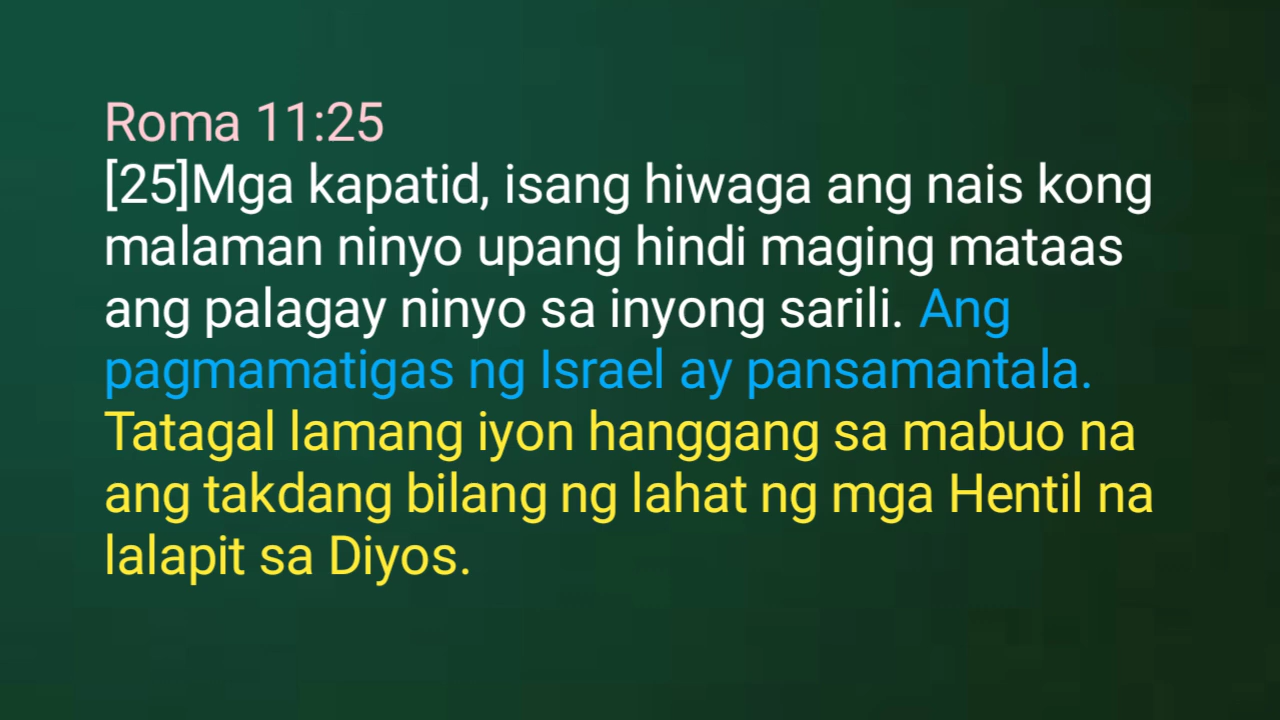 Roma 11:25
[25]Mga kapatid, isang hiwaga ang nais kong
malaman ninyo upang hindi maging mataas
ang palagay ninyo sa inyong sarili. Ang
pagmamatigas ng Israel ay pansamantala.
Tatagal lamang iyon hanggang sa mabuo na
ang takdang bilang ng lahat ng mga Hentil na
lalapit sa Diyos.